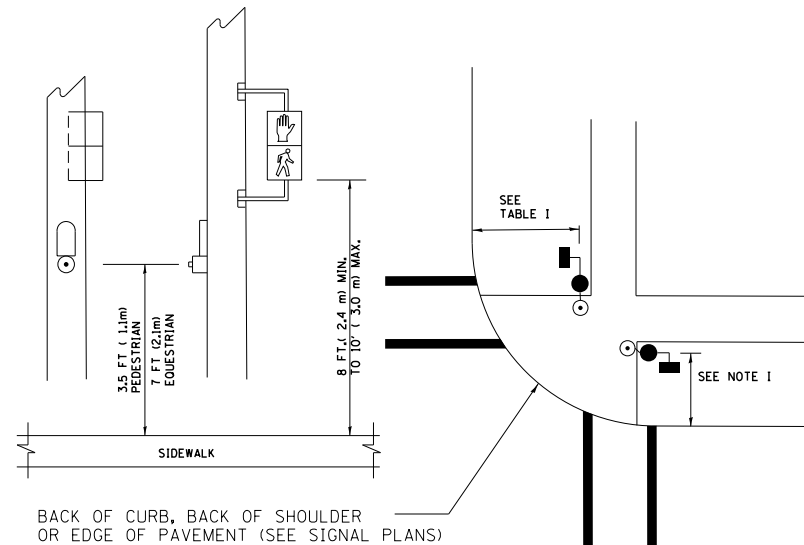 3.5 FT ( 1.1m)
PEDESTRIAN
7 FT (2.1m)
EQUESTRIAN
8 FT.( 2.4 m) MIN.
TO 10' ( 3.0 m) MAX.
SIDEWALK
SEE
TABLE I
SEE NOTE I
BACK OF CURB, BACK OF SHOULDER
OR EDGE OF PAVEMENT (SEE SIGNAL PLANS)